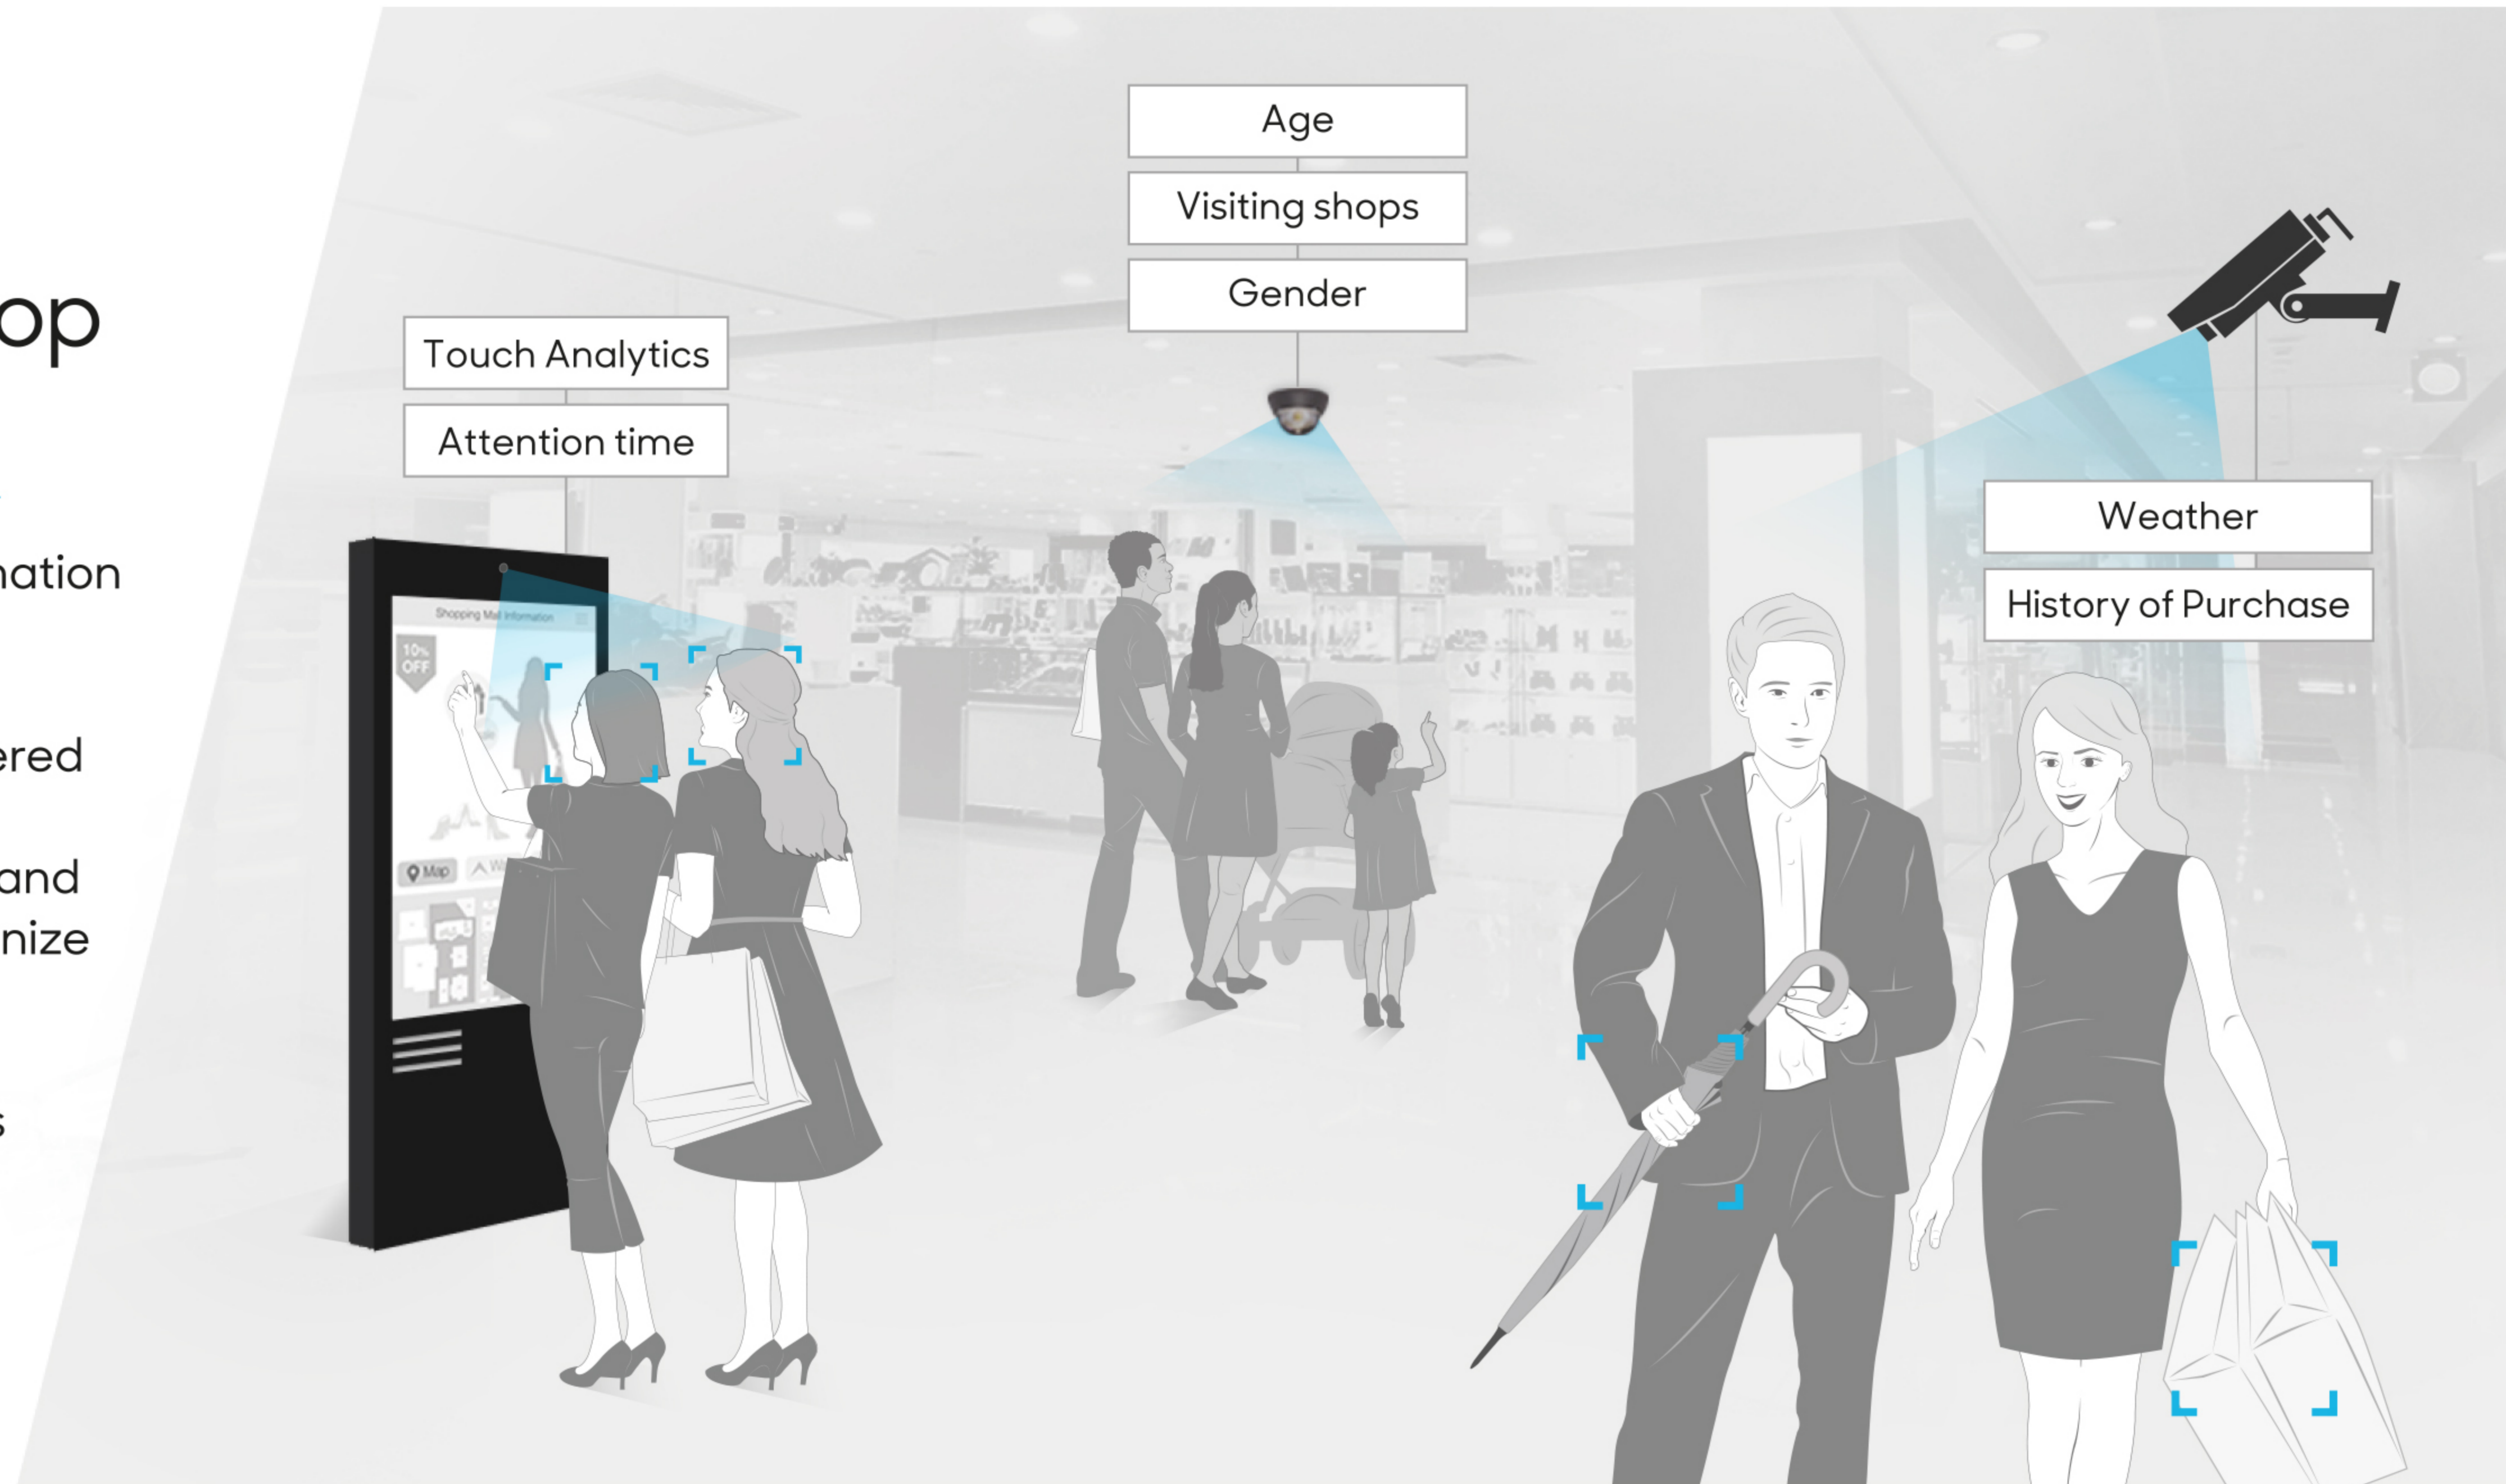 op
nation
ered
and
nize
s
Touch Analytics
Attention time
Age
Visiting shops
Gender
Weather
History of Purchase
Shopping Mall Information
10%
OFF
Map